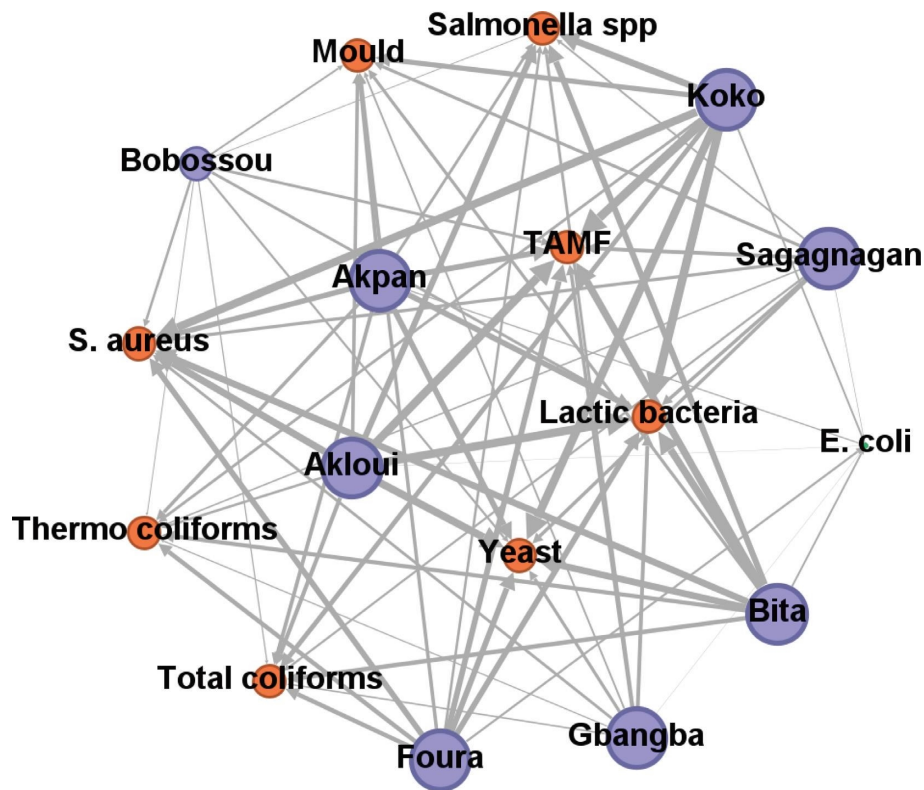 Salmonella spp
Mould
Koko
Bobossou
TAMF
Sagagnagan
Akpan
S. aureus
Lactic bacteria
E. coli
Akloui
Thermo coliforms
Yeast
Bita
Total coliforms
Gbangba
Foura